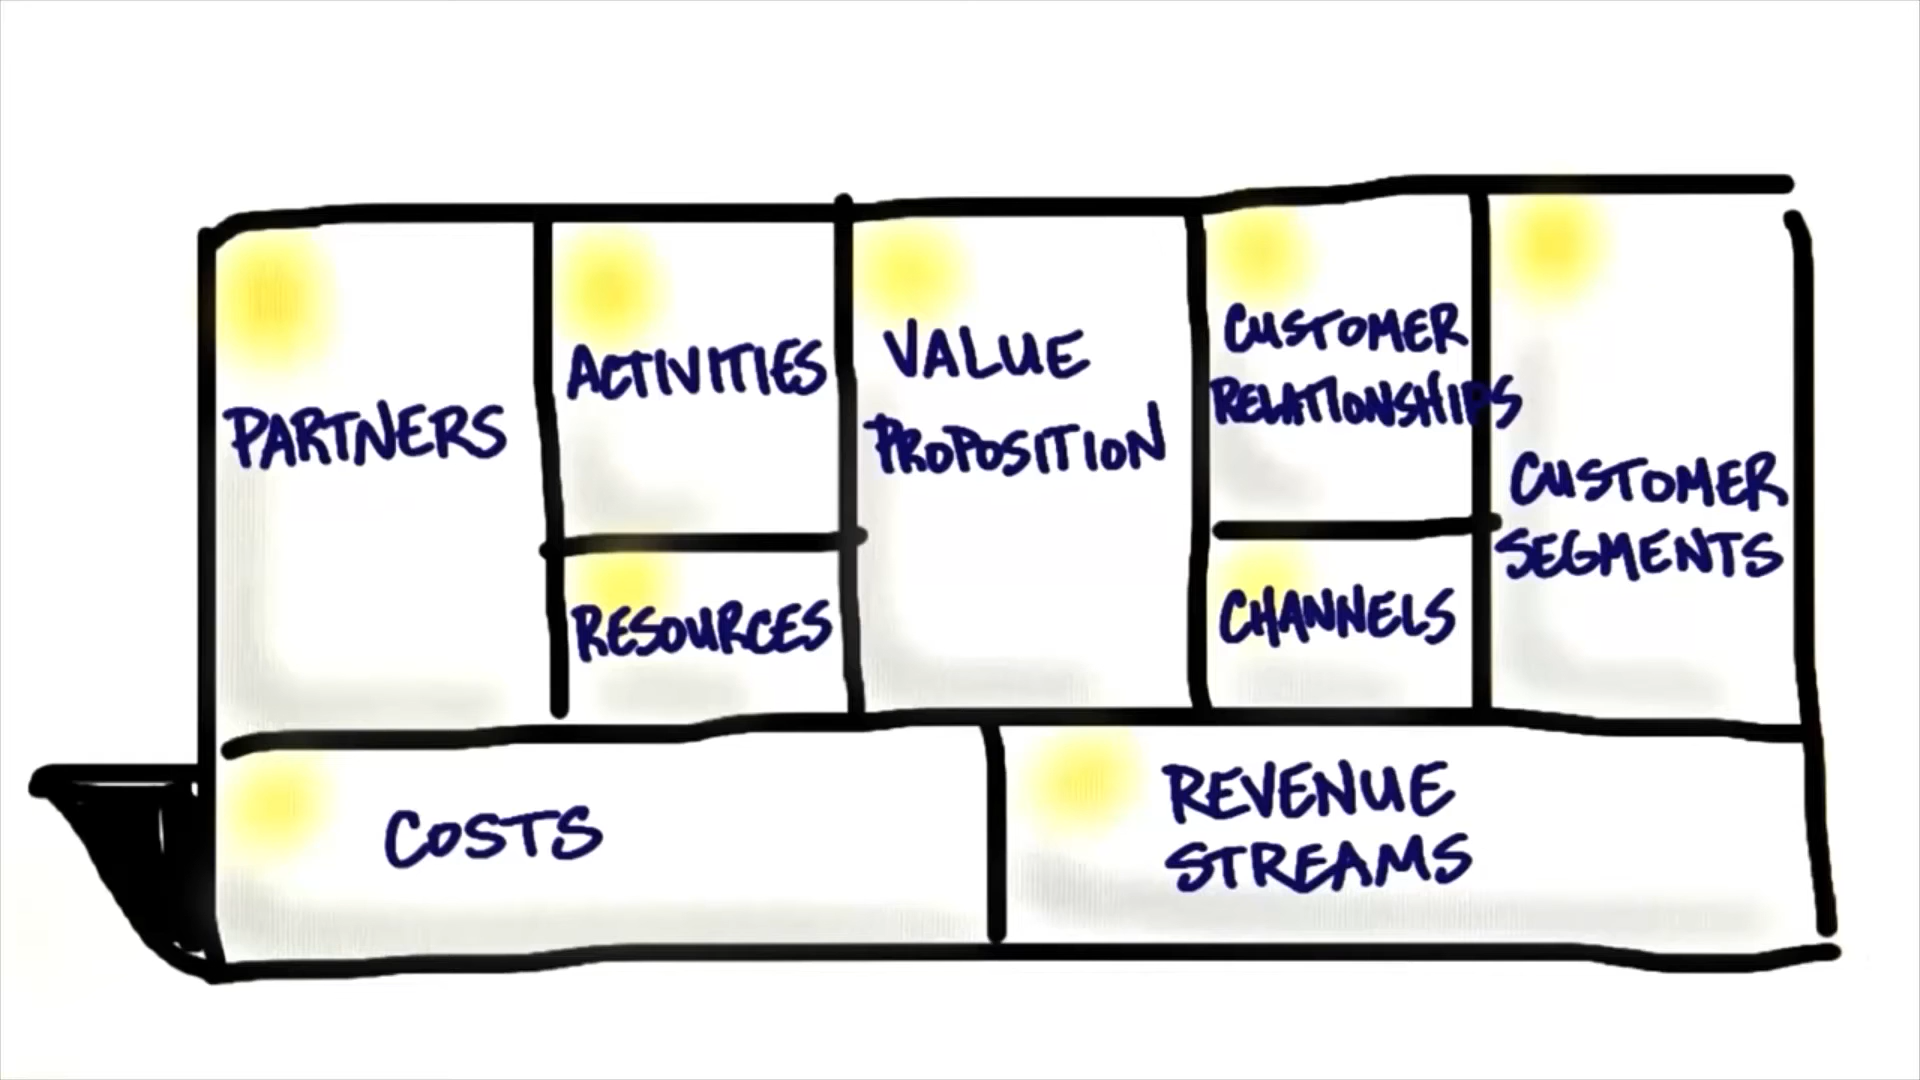 PARTNERS
ACTIVITIES
RESOURCES
VALUE
PROPOSITION
CUSTOMER
RELATIONSHIPS
CHANNELS
CUSTOMER
SEGMENTS
COSTS
REVENUE
STREAMS